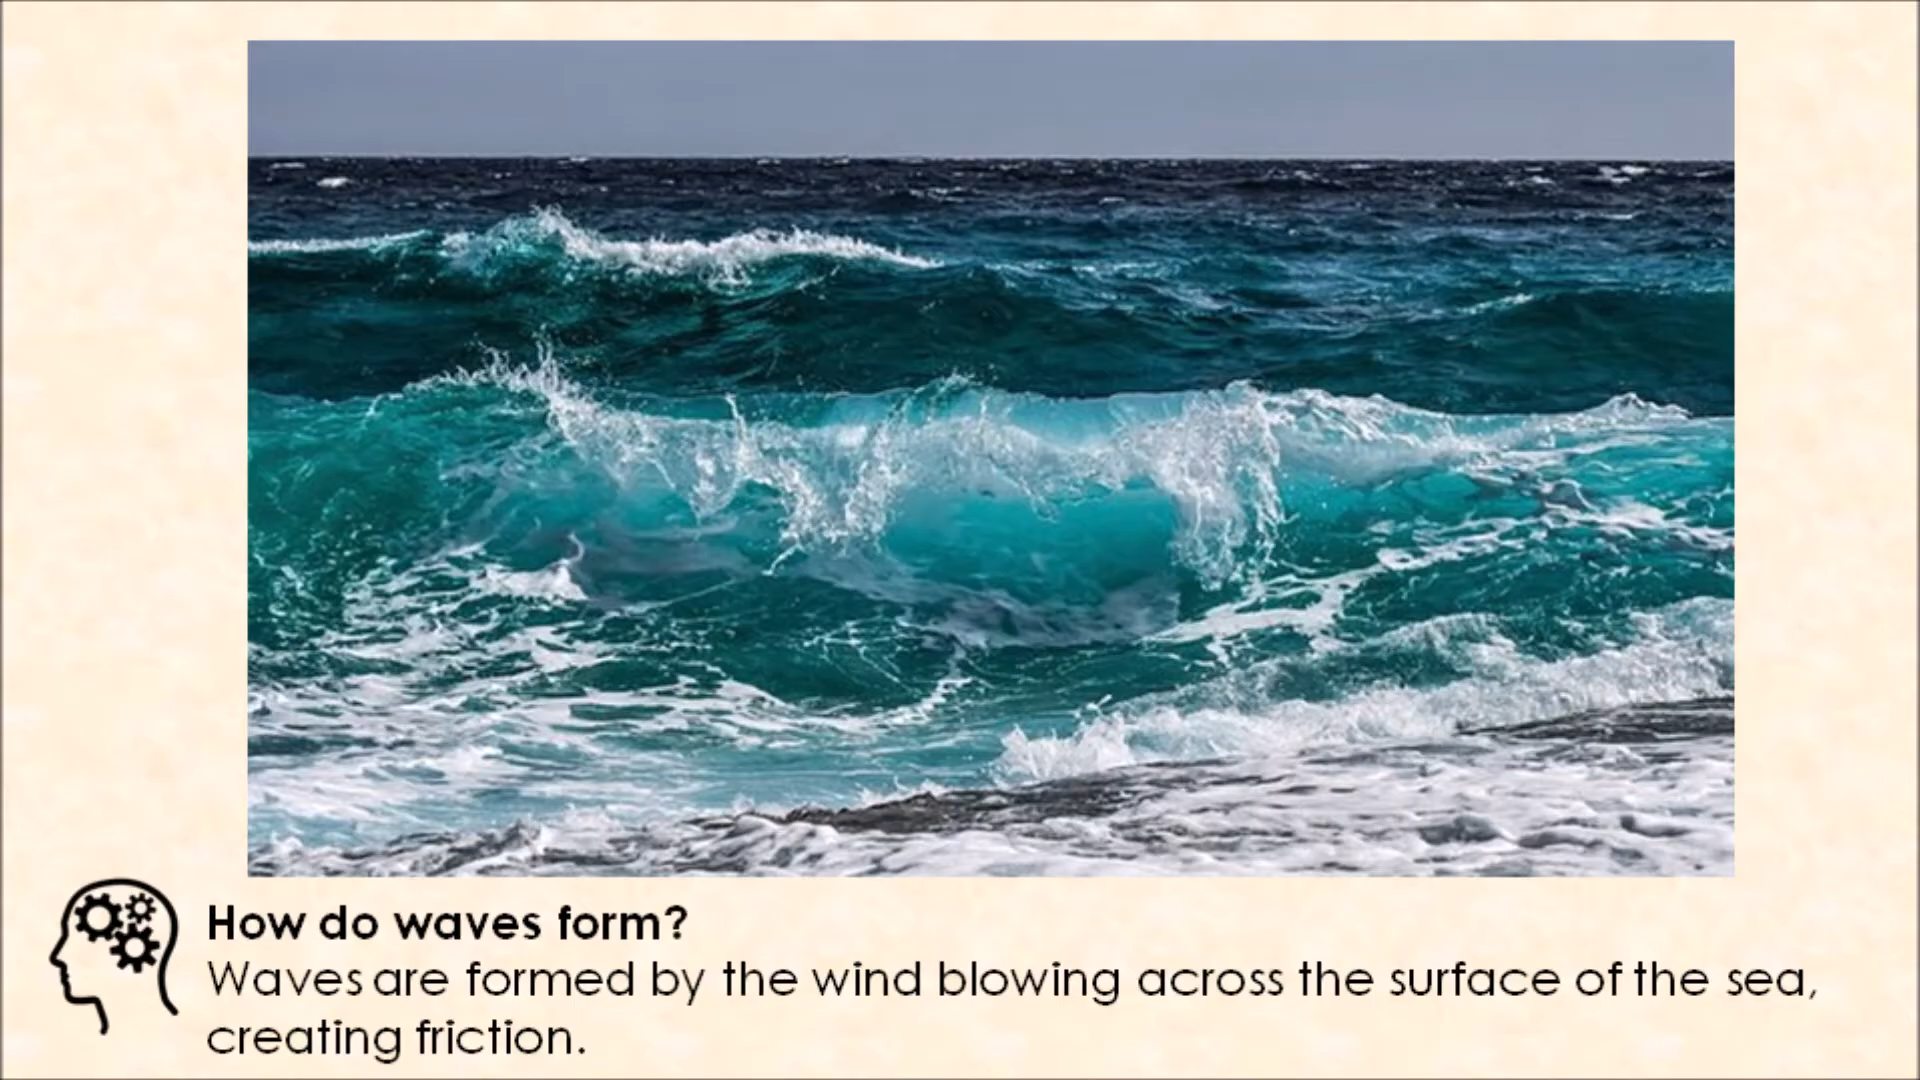 How do waves form?
Waves are formed by the wind blowing across the surface of the sea,
creating friction.